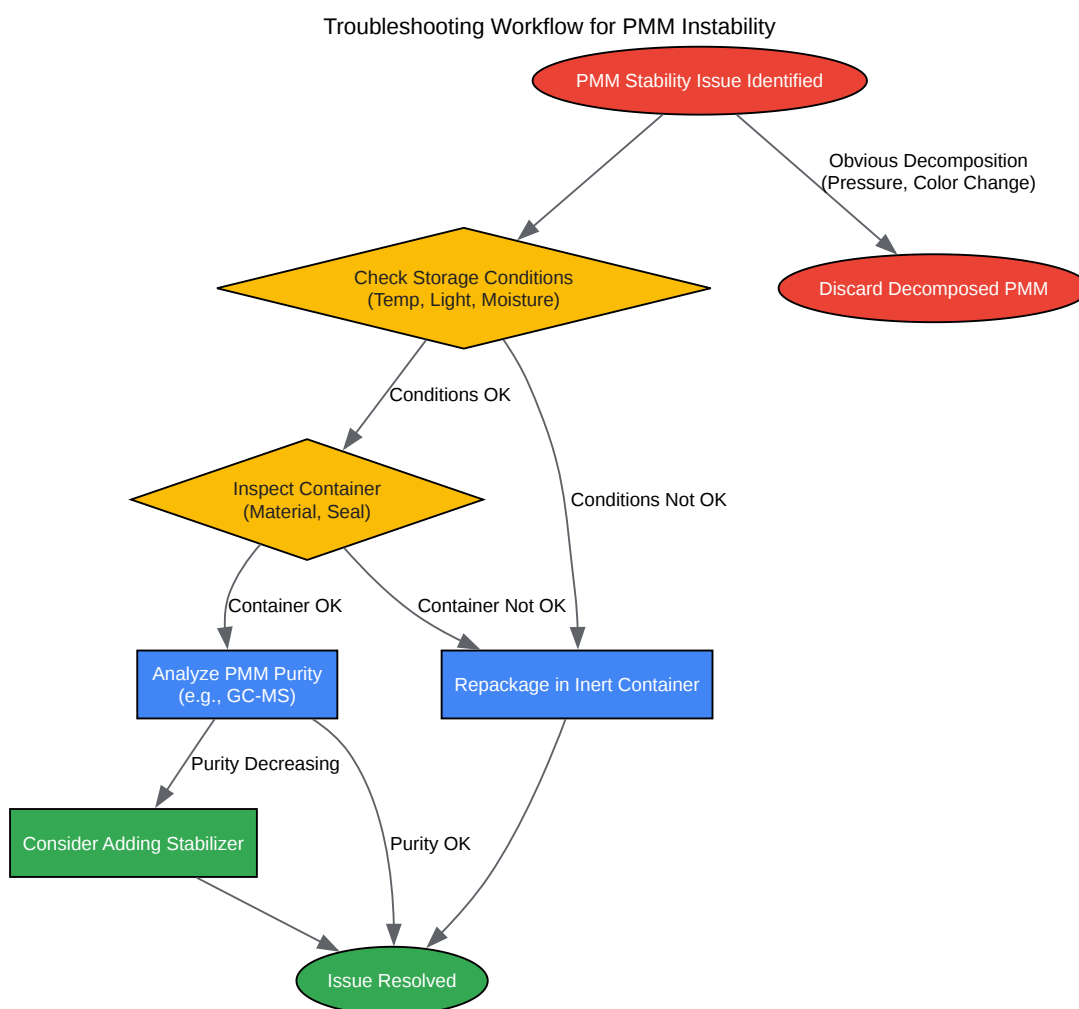 Troubleshooting Workflow for PMM Instability
PMM Stability Issue Identified
Obvious Decomposition
(Pressure, Color Change)
Check Storage Conditions
(Temp, Light, Moisture)
Discard Decomposed PMM
Conditions OK
Inspect Container
(Material, Seal)
Conditions Not OK
Container OK
Container Not OK
Analyze PMM Purity
(e.g., GC-MS)
Repackage in Inert Container
Purity Decreasing
Consider Adding Stabilizer
Purity OK
Issue Resolved